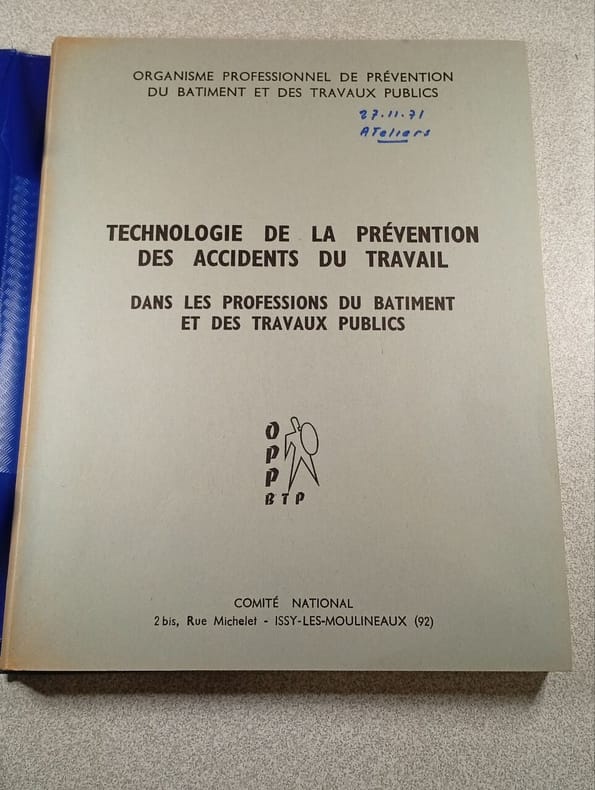 ORGANISME PROFESSIONNEL DE PRÉVENTION
DU BATIMENT ET DES TRAVAUX PUBLICS
27.11.71
ATeliers
TECHNOLOGIE DE LA PRÉVENTION
DES ACCIDENTS DU TRAVAIL
DANS LES PROFESSIONS DU BATIMENT
ET DES TRAVAUX PUBLICS
O
P
P
BTP
COMITÉ NATIONAL
2 bis, Rue Michelet - ISSY-LES-MOULINEAUX (92)